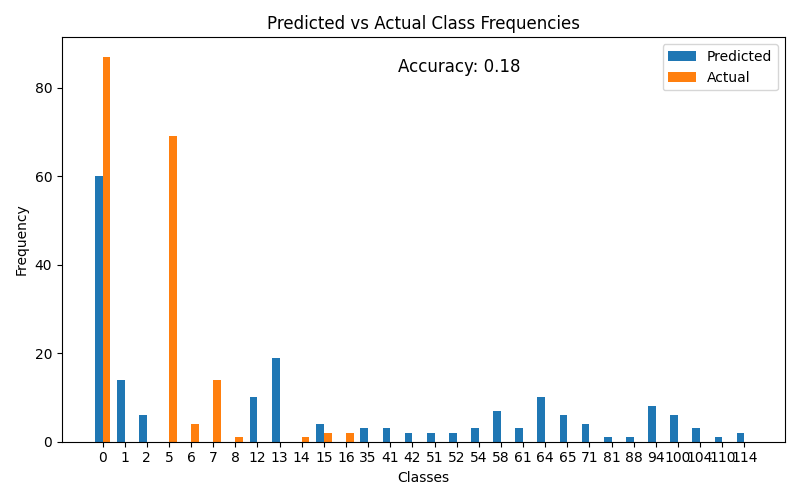 Predicted vs Actual Class Frequencies
Accuracy: 0.18
Predicted
Actual
Frequency
80
60
40
20
0
0 1 2 5 6 7 8 12 13 14 15 16 35 41 42 51 52 54 58 61 64 65 71 81 88 94 100 104 110 114
Classes